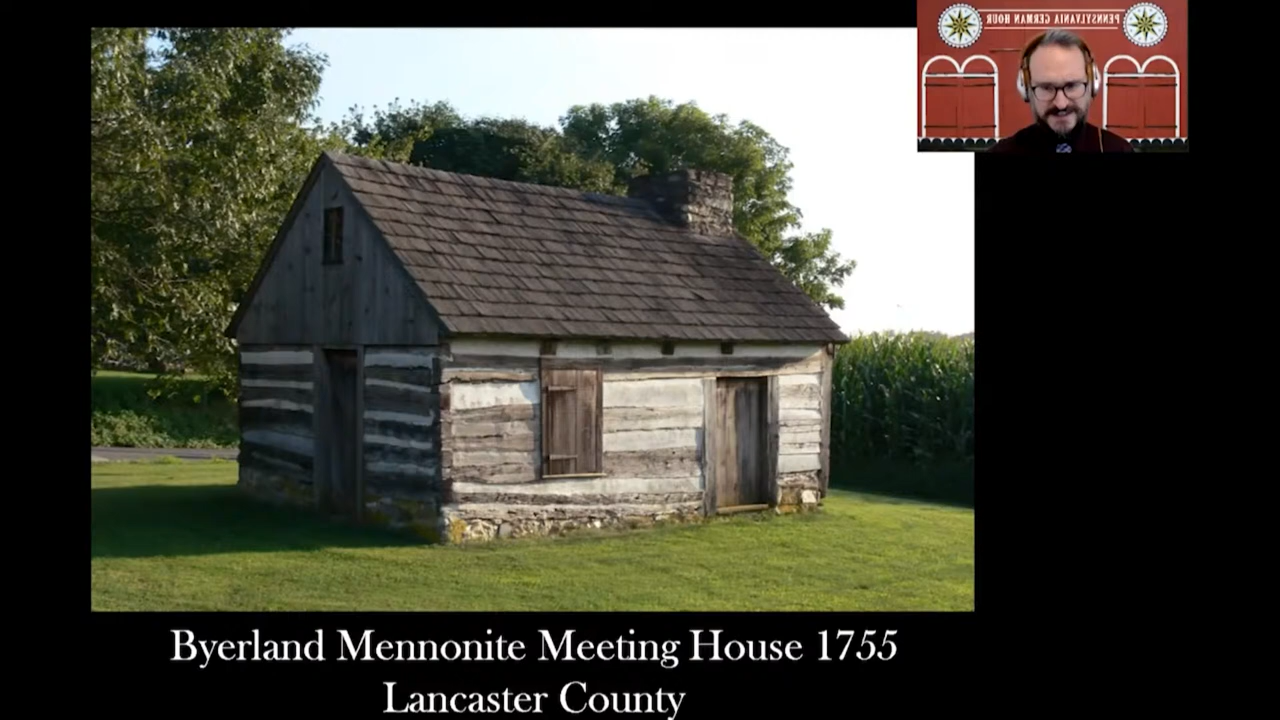 PENNSYLVANIA GERMAN HOUR
Byerland Mennonite Meeting House 1755
Lancaster County